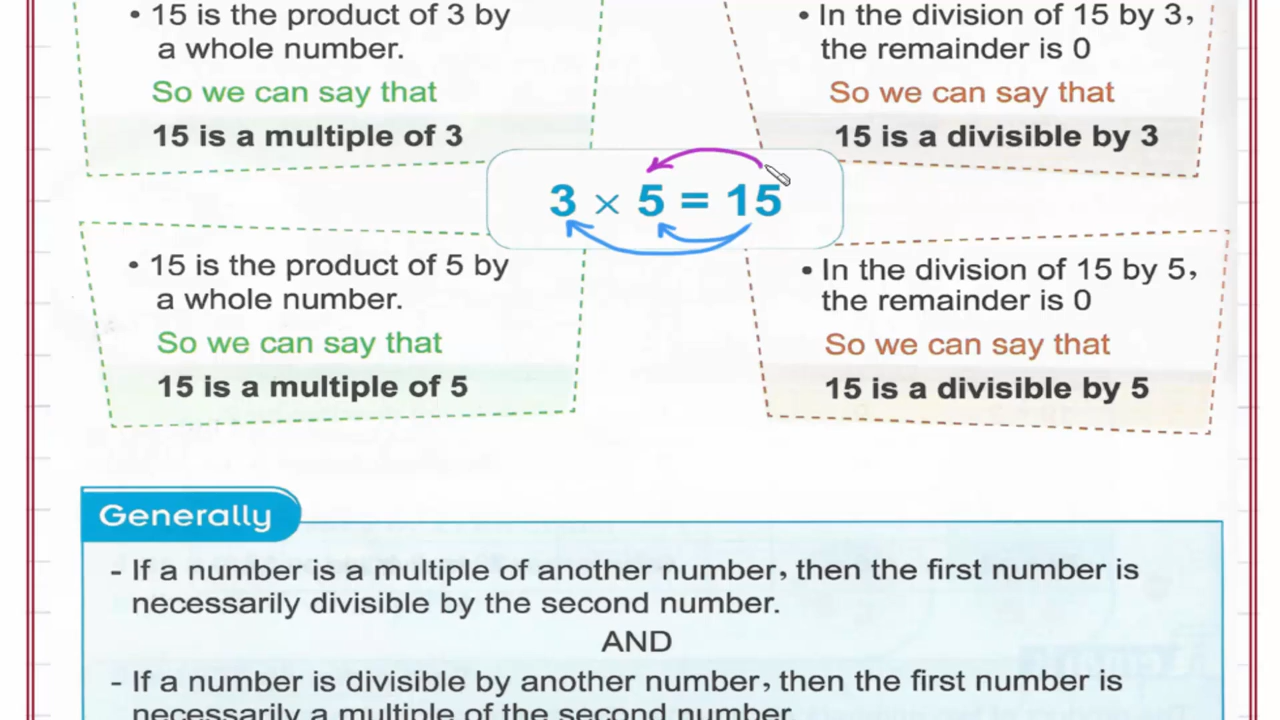 • 15 is the product of 3 by
a whole number.
So we can say that
15 is a multiple of 3
• In the division of 15 by 3,
the remainder is 0
So we can say that
15 is a divisible by 3
3 × 5 = 15
• 15 is the product of 5 by
a whole number.
So we can say that
15 is a multiple of 5
• In the division of 15 by 5,
the remainder is 0
So we can say that
15 is a divisible by 5
Generally
- If a number is a multiple of another number, then the first number is
necessarily divisible by the second number.
AND
- If a number is divisible by another number, then the first number is
necessarily a multiple of the second number.